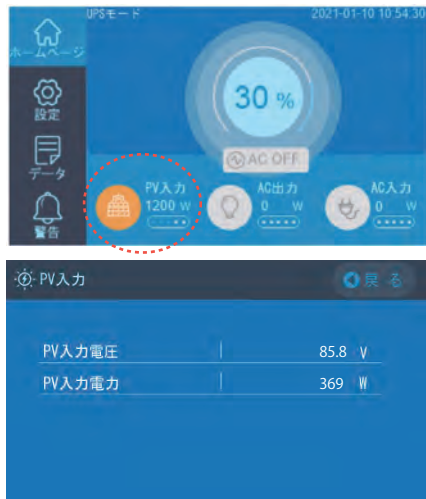 UPSモード 2021-01-10 10:54:30
ホームページ
30 %
設定
AC OFF
データ
PV入力 AC出力 AC入力
1200 W 0 W 0 W
警告
PV入力 戻る
PV入力電圧 85.8 V
PV入力電力 369 W